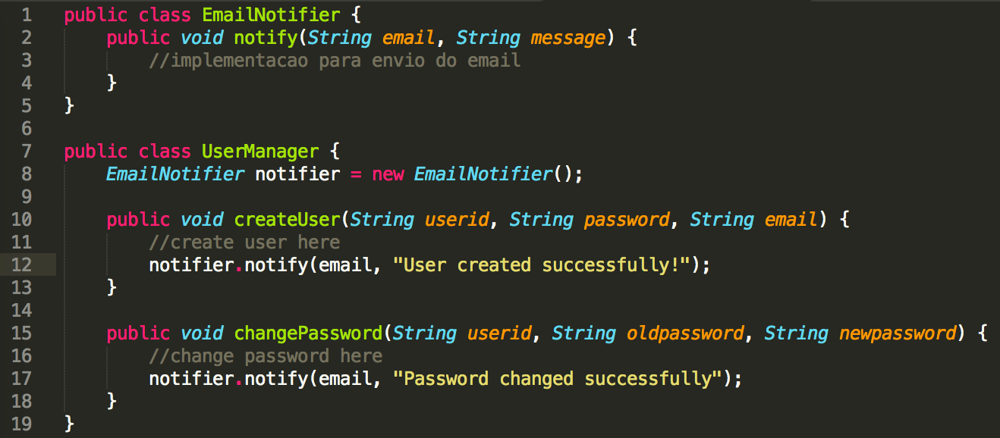 1 public class EmailNotifier {
2 public void notify(String email, String message) {
3 //implementacao para envio do email
4 }
5 }
6
7 public class UserManager {
8 EmailNotifier notifier = new EmailNotifier();
9
10 public void createUser(String userid, String password, String email) {
11 //create user here
12 notifier.notify(email, "User created successfully!");
13 }
14
15 public void changePassword(String userid, String oldpassword, String newpassword) {
16 //change password here
17 notifier.notify(email, "Password changed successfully");
18 }
19 }